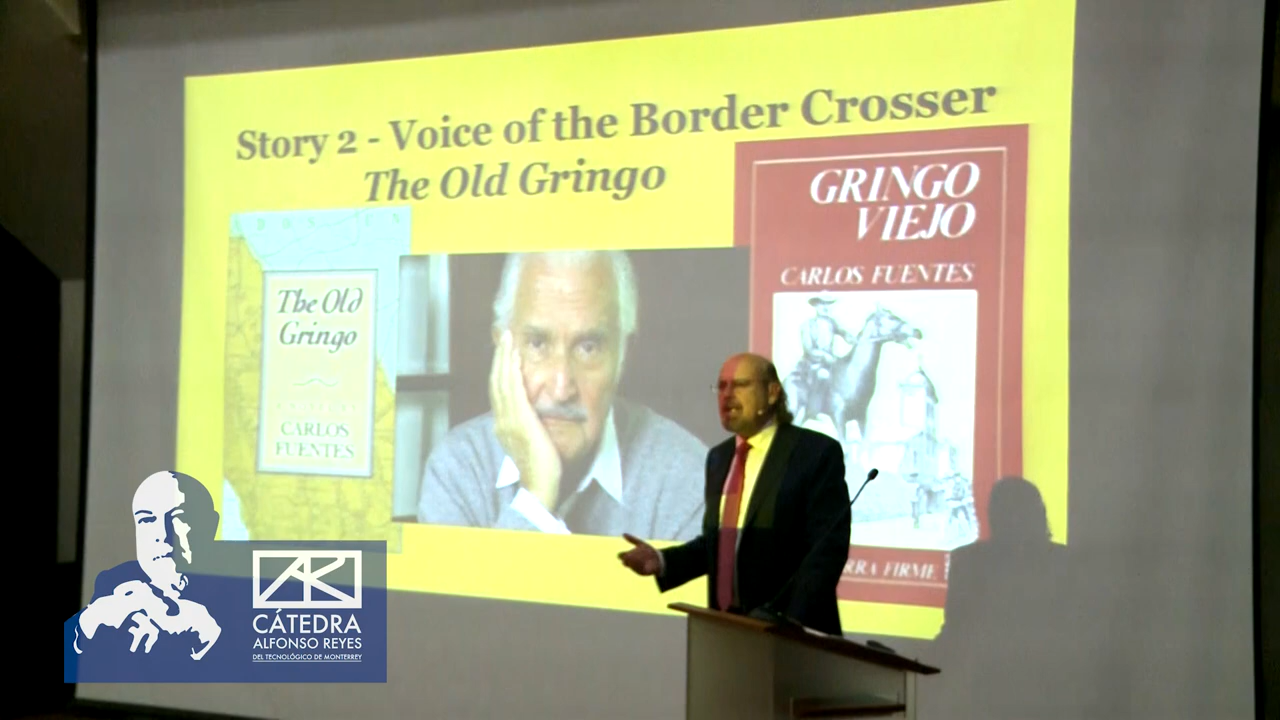 Story 2 - Voice of the Border Crosser
The Old Gringo
The Old
Gringo
CARLOS
FUENTES
GRINGO
VIEJO
CARLOS FUENTES
RRA FIRME
CÁTEDRA
ALFONSO REYES
DEL TECNOLÓGICO DE MONTERREY